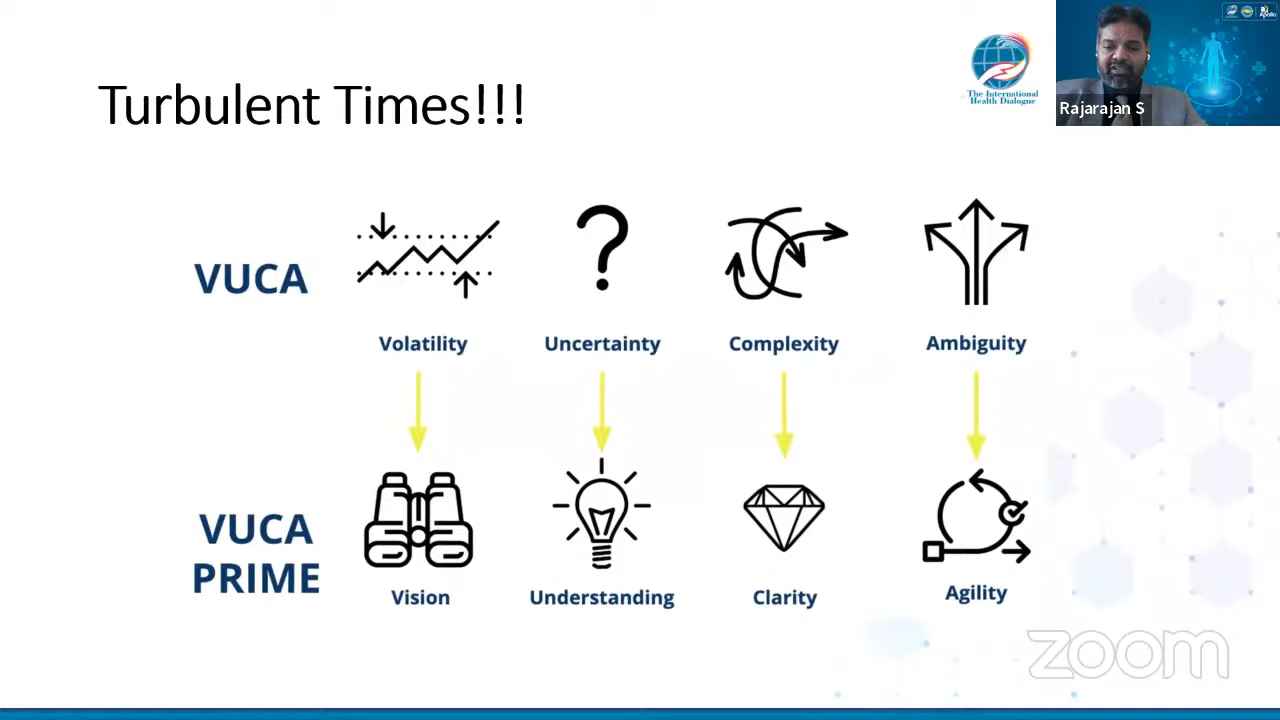 Turbulent Times!!!
The International
Health Dialogue
Apollo
Rajarajan S
VUCA
Volatility
Uncertainty
Complexity
Ambiguity
VUCA
PRIME
Vision
Understanding
Clarity
Agility
zoom